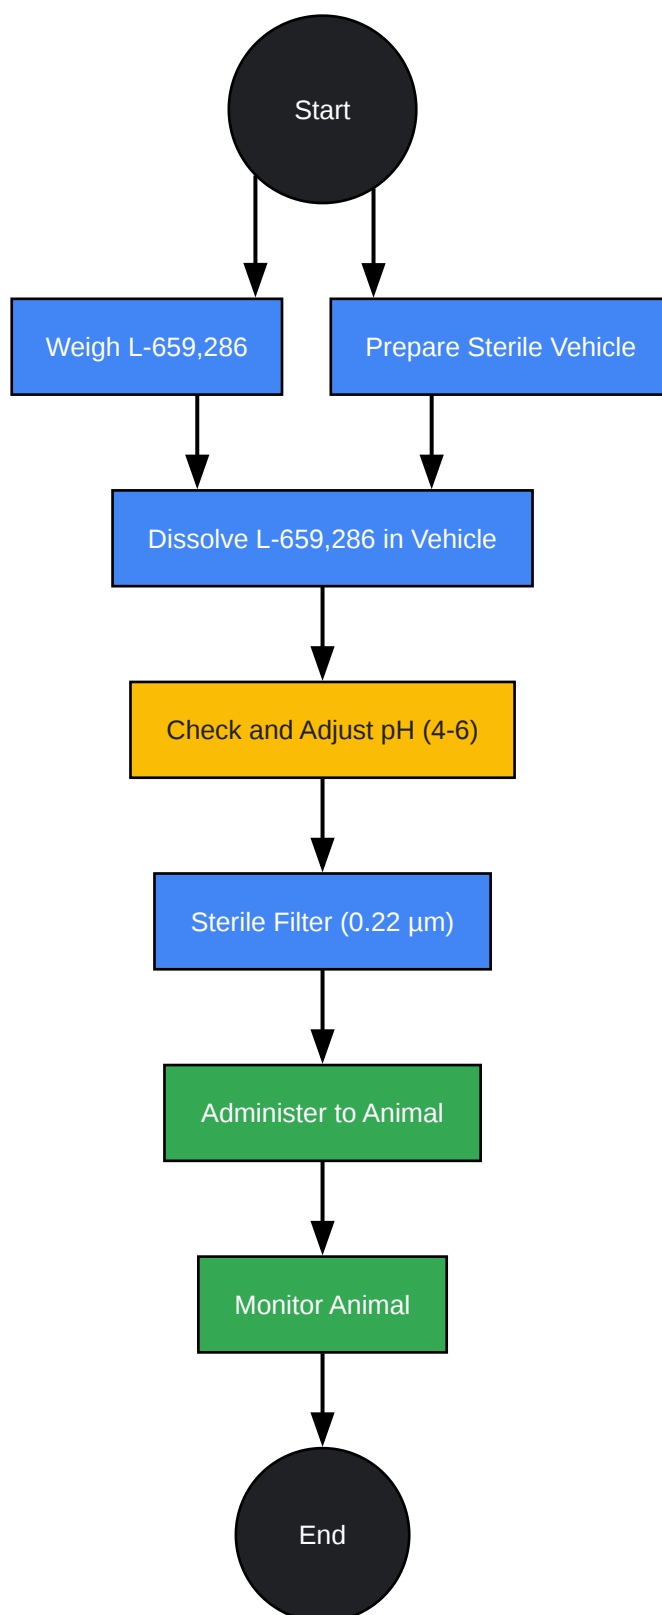 Start
Weigh L-659,286
Prepare Sterile Vehicle
Dissolve L-659,286 in Vehicle
Check and Adjust pH (4-6)
Sterile Filter (0.22 µm)
Administer to Animal
Monitor Animal
End